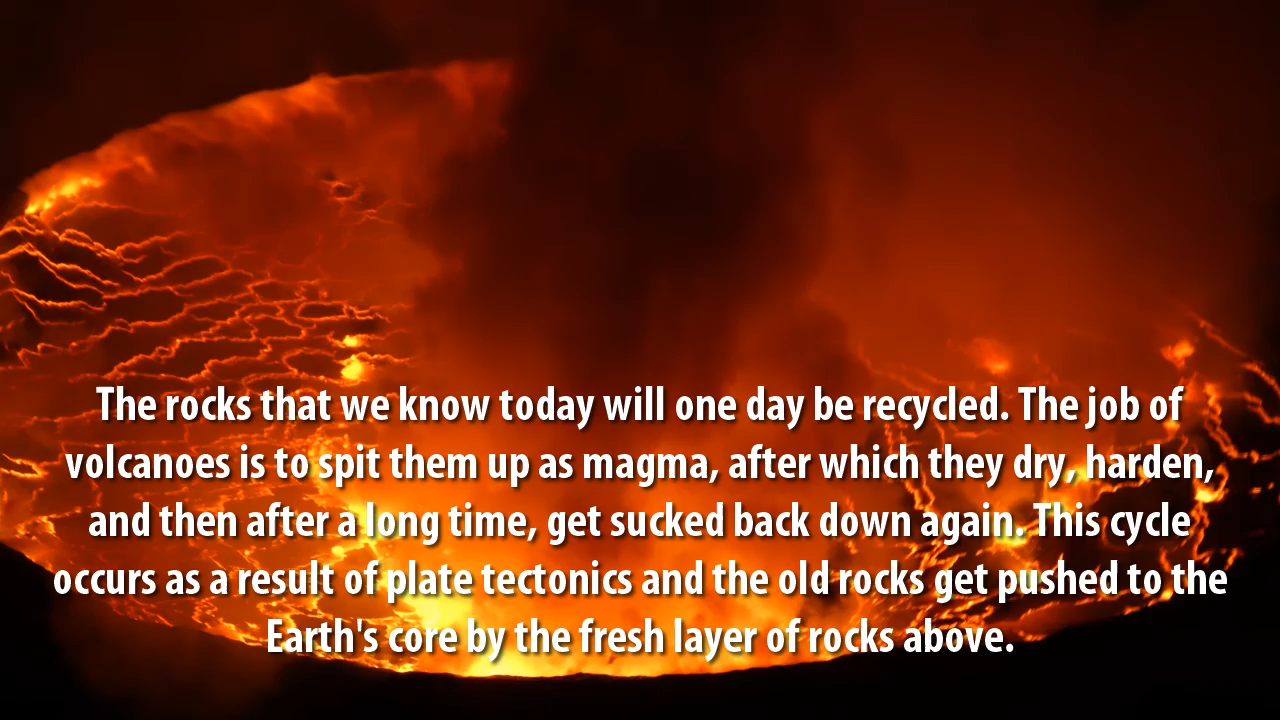 The rocks that we know today will one day be recycled. The job of
volcanoes is to spit them up as magma, after which they dry, harden,
and then after a long time, get sucked back down again. This cycle
occurs as a result of plate tectonics and the old rocks get pushed to the
Earth's core by the fresh layer of rocks above.